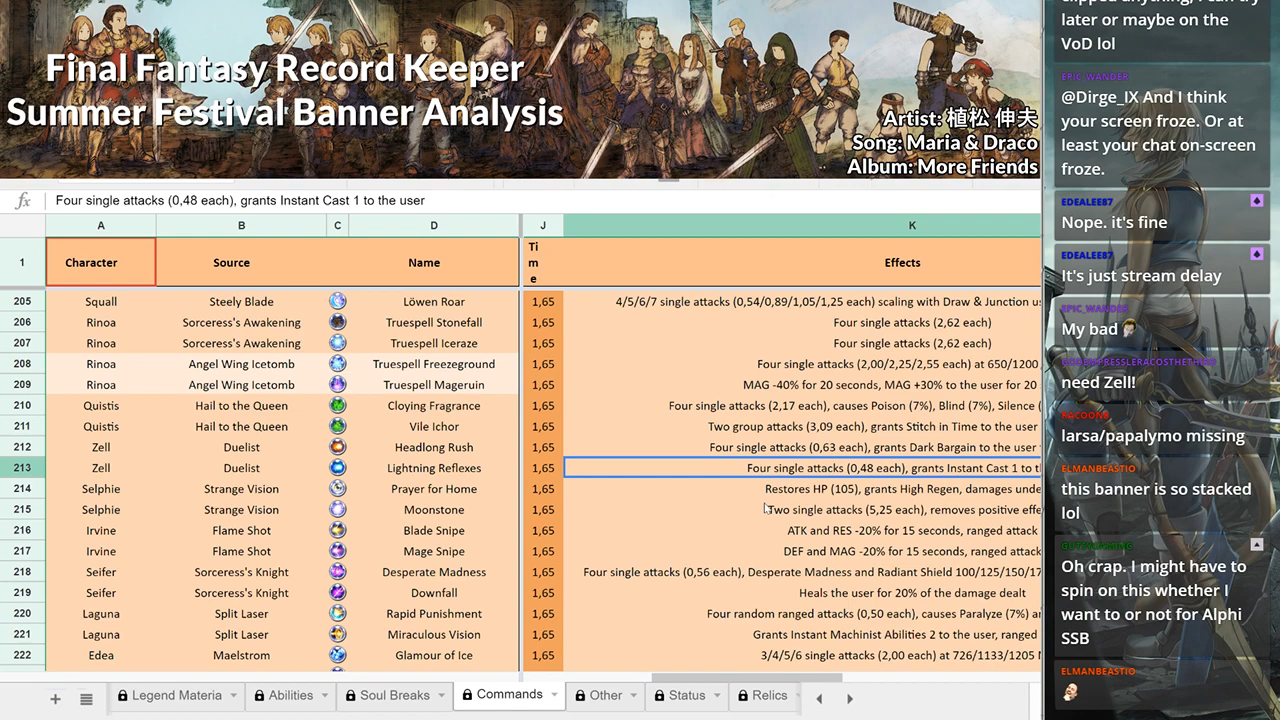 Final Fantasy Record Keeper
Summer Festival Banner Analysis
Artist: 植松 伸夫
Song: Maria & Draco
Album: More Friends
fx Four single attacks (0,48 each), grants Instant Cast 1 to the user
A B C D J K
1 Character Source Name Time Effects
205 Squall Steely Blade Löwen Roar 1,65 4/5/6/7 single attacks (0,54/0,89/1,05/1,25 each) scaling with Draw & Junction us
206 Rinoa Sorceress's Awakening Truespell Stonefall 1,65 Four single attacks (2,62 each)
207 Rinoa Sorceress's Awakening Truespell Iceraze 1,65 Four single attacks (2,62 each)
208 Rinoa Angel Wing Icetomb Truespell Freezeground 1,65 Four single attacks (2,00/2,25/2,55 each) at 650/1200
209 Rinoa Angel Wing Icetomb Truespell Mageruin 1,65 MAG -40% for 20 seconds, MAG +30% to the user for 20
210 Quistis Hail to the Queen Cloying Fragrance 1,65 Four single attacks (2,17 each), causes Poison (7%), Blind (7%), Silence (
211 Quistis Hail to the Queen Vile Ichor 1,65 Two group attacks (3,09 each), grants Stitch in Time to the user
212 Zell Duelist Headlong Rush 1,65 Four single attacks (0,63 each), grants Dark Bargain to the user
213 Zell Duelist Lightning Reflexes 1,65 Four single attacks (0,48 each), grants Instant Cast 1 to t
214 Selphie Strange Vision Prayer for Home 1,65 Restores HP (105), grants High Regen, damages unde
215 Selphie Strange Vision Moonstone 1,65 Two single attacks (5,25 each), removes positive effe
216 Irvine Flame Shot Blade Snipe 1,65 ATK and RES -20% for 15 seconds, ranged attack
217 Irvine Flame Shot Mage Snipe 1,65 DEF and MAG -20% for 15 seconds, ranged attack
218 Seifer Sorceress's Knight Desperate Madness 1,65 Four single attacks (0,56 each), Desperate Madness and Radiant Shield 100/125/150/17
219 Seifer Sorceress's Knight Downfall 1,65 Heals the user for 20% of the damage dealt
220 Laguna Split Laser Rapid Punishment 1,65 Four random ranged attacks (0,50 each), causes Paralyze (7%) a
221 Laguna Split Laser Miraculous Vision 1,65 Grants Instant Machinist Abilities 2 to the user, ranged
222 Edea Maelstrom Glamour of Ice 1,65 3/4/5/6 single attacks (2,00 each) at 726/1133/1205
Legend Materia Abilities Soul Breaks Commands Other Status Relics
clipped anything, I can try
later or maybe on the
VoD lol
EPIC_WANDER
@Dirge_IX And I think
your screen froze. Or at
least your chat on-screen
froze.
EDEALEE87
Nope. it's fine
EDEALEE87
It's just stream delay
EPIC_WANDER
My bad
need Zell!
larsa/papalymo missing
ELMANBEASTIO
this banner is so stacked
lol
Oh crap. I might have to
spin on this whether I
want to or not for Alphi
SSB
ELMANBEASTIO